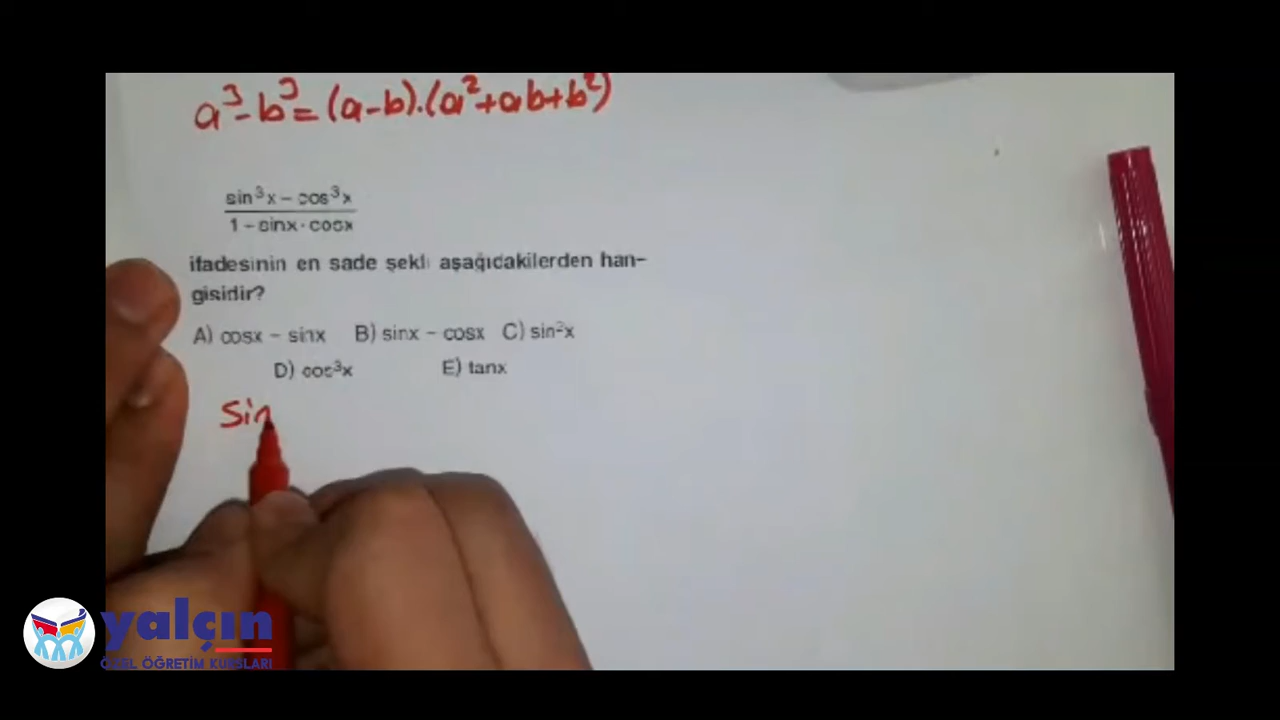 a³-b³=(a-b).(a²+ab+b²)
sin³x – cos³x
1 – sinx · cosx
ifadesinin en sade şekli aşağıdakilerden han-
gisidir?
A) cosx – sinx B) sinx – cosx C) sin²x
D) cos³x E) tanx
Sin
yalçın
ÖZEL ÖĞRETİM KURSLARI